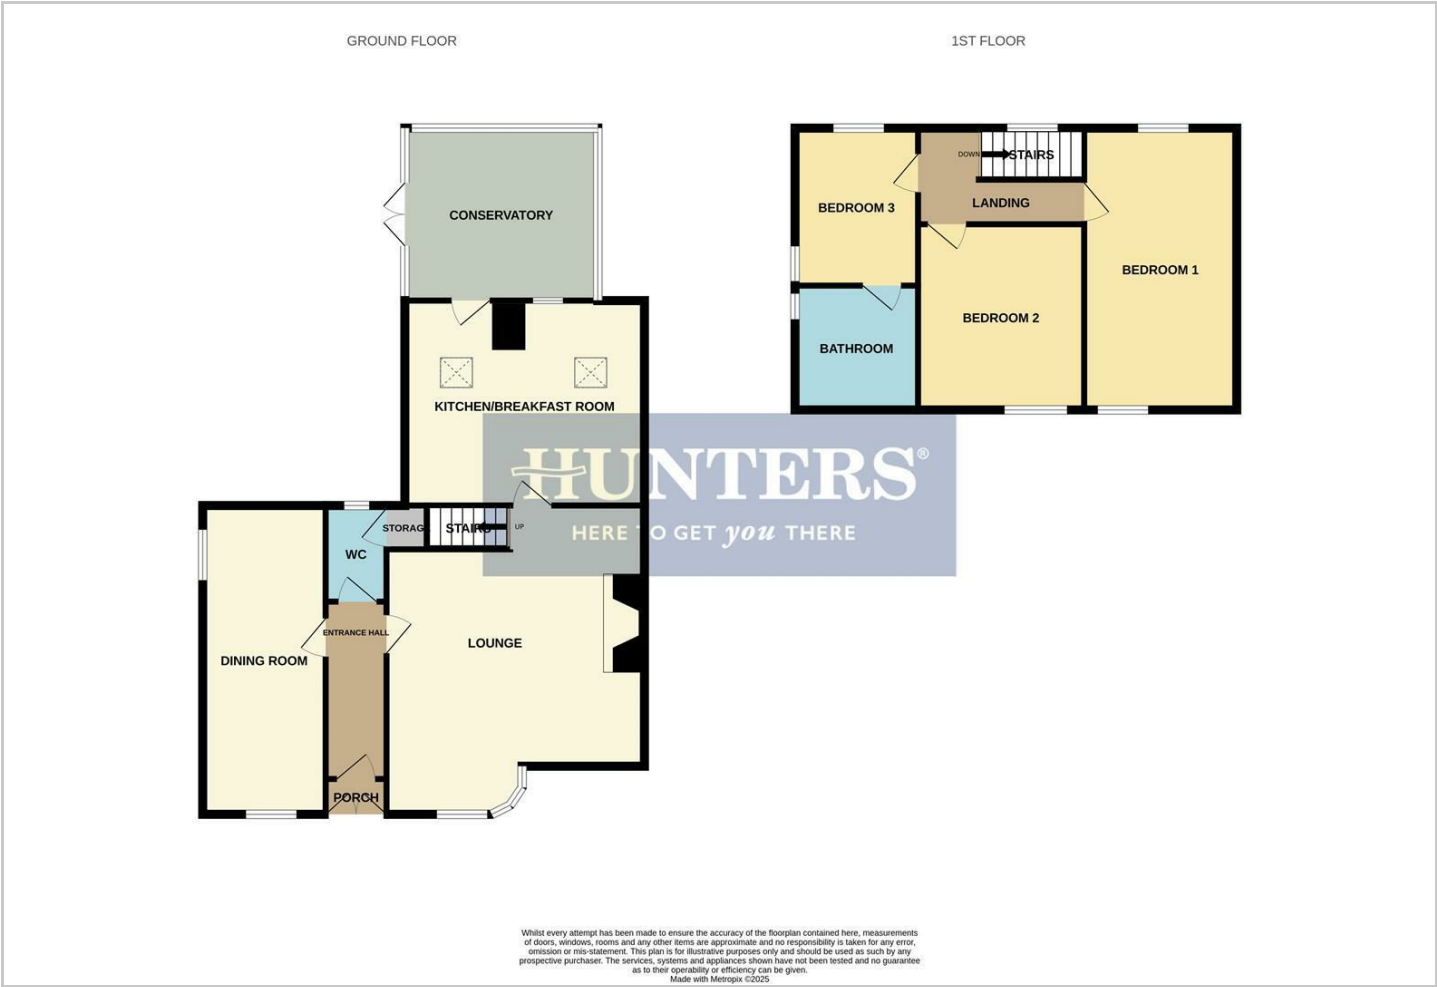 GROUND FLOOR
1ST FLOOR
CONSERVATORY
KITCHEN/BREAKFAST ROOM
STORAG
STAIRS
UP
WC
ENTRANCE HALL
LOUNGE
DINING ROOM
PORCH
DOWN
STAIRS
BEDROOM 3
LANDING
BEDROOM 1
BEDROOM 2
BATHROOM
HUNTERS®
HERE TO GET you THERE
Whilst every attempt has been made to ensure the accuracy of the floorplan contained here, measurements
of doors, windows, rooms and any other items are approximate and no responsibility is taken for any error,
omission or mis-statement. This plan is for illustrative purposes only and should be used as such by any
prospective purchaser. The services, systems and appliances shown have not been tested and no guarantee
as to their operability or efficiency can be given.
Made with Metropix ©2025